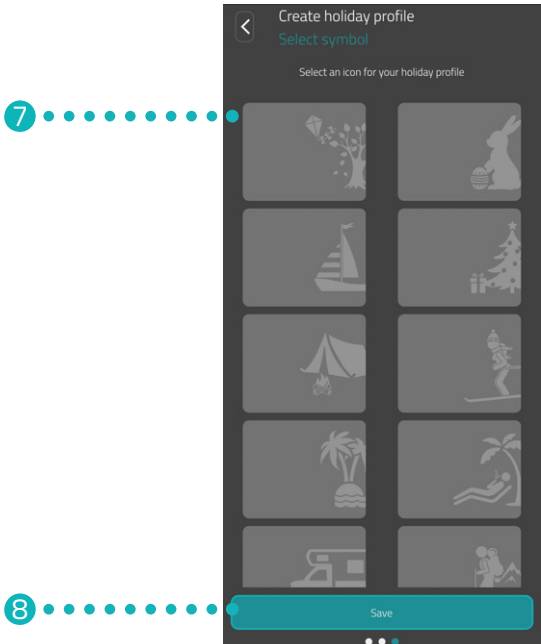 Create holiday profile
Select symbol
Select an icon for your holiday profile
7
8
Save